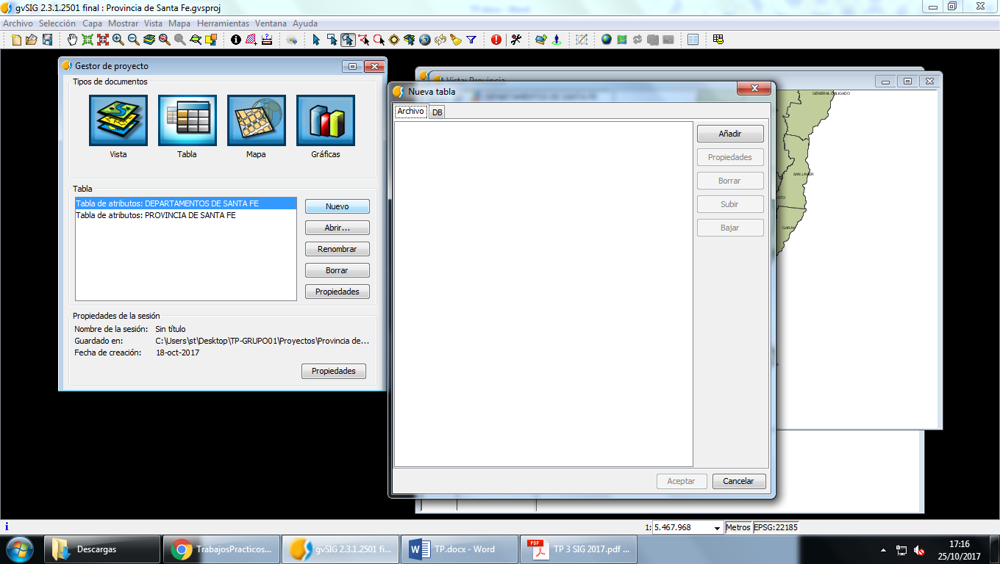 gvSIG 2.3.1.2501 final : Provincia de Santa Fe.gvsproj
Archivo Selección Capa Mostrar Vista Mapa Herramientas Ventana Ayuda
Gestor de proyecto
Tipos de documentos
Vista Tabla Mapa Gráficas
Tabla
Tabla de atributos: DEPARTAMENTOS DE SANTA FE
Tabla de atributos: PROVINCIA DE SANTA FE
Nuevo
Abrir...
Renombrar
Borrar
Propiedades
Propiedades de la sesión
Nombre de la sesión: Sin título
Guardado en: C:\Users\st\Desktop\TP-GRUPO01\Proyectos\Provincia de...
Fecha de creación: 18-oct-2017
Propiedades
Vista: Provincia
GENERAL OBLIGADO
SAN JAVIER
GARAY
Nueva tabla
Archivo DB
Añadir
Propiedades
Borrar
Subir
Bajar
Aceptar Cancelar
1: 5.467.968 Metros EPSG:22185
Descargas
TrabajosPracticos...
gvSIG 2.3.1.2501 fi...
TP.docx - Word
TP 3 SIG 2017.pdf ...
17:16
25/10/2017